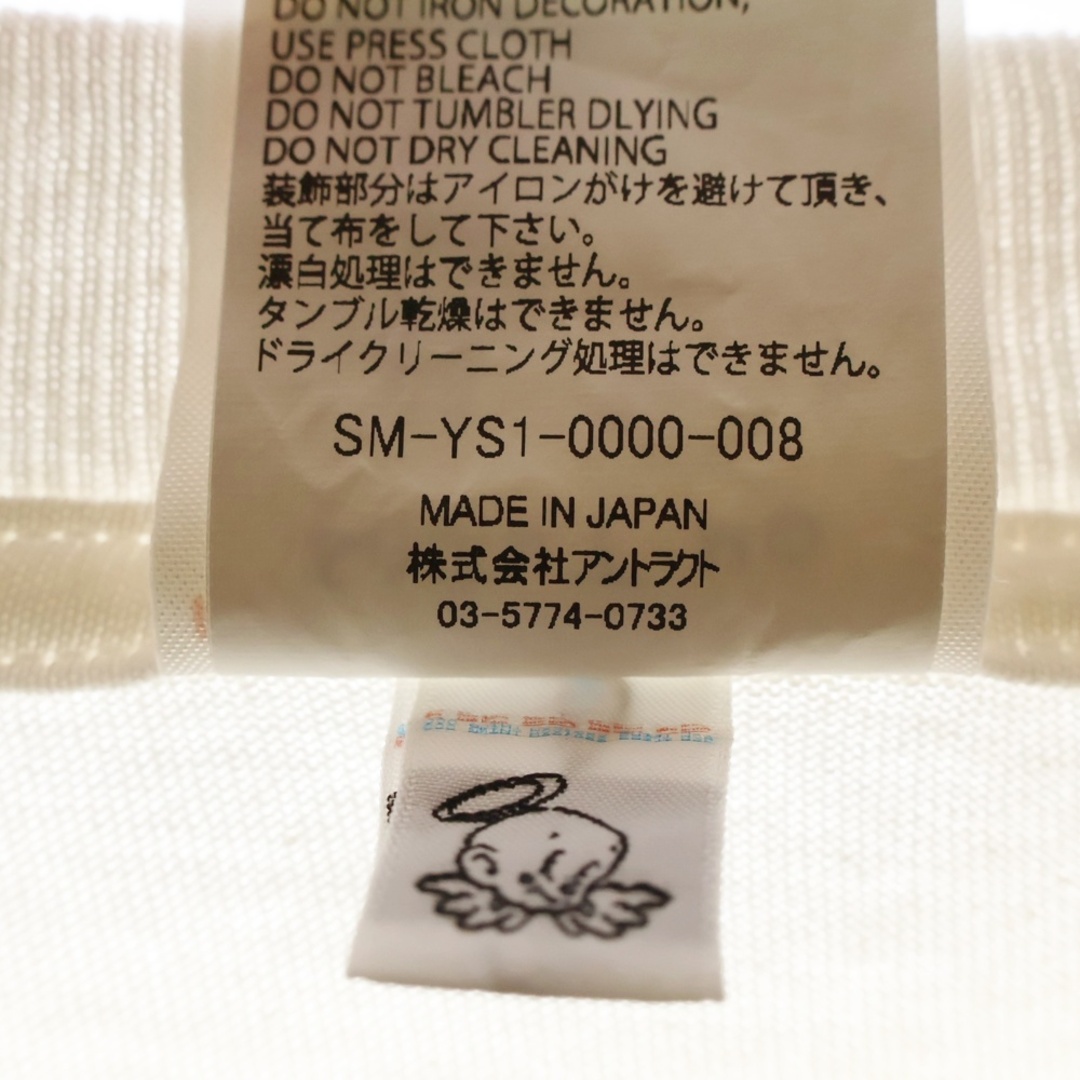 DO NOT IRON DECORATION,
USE PRESS CLOTH
DO NOT BLEACH
DO NOT TUMBLER DLYING
DO NOT DRY CLEANING
装飾部分はアイロンがけを避けて頂き、
当て布をして下さい。
漂白処理はできません。
タンブル乾燥はできません。
ドライクリーニング処理はできません。
SM-YS1-0000-008
MADE IN JAPAN
株式会社アントラクト
03-5774-0733